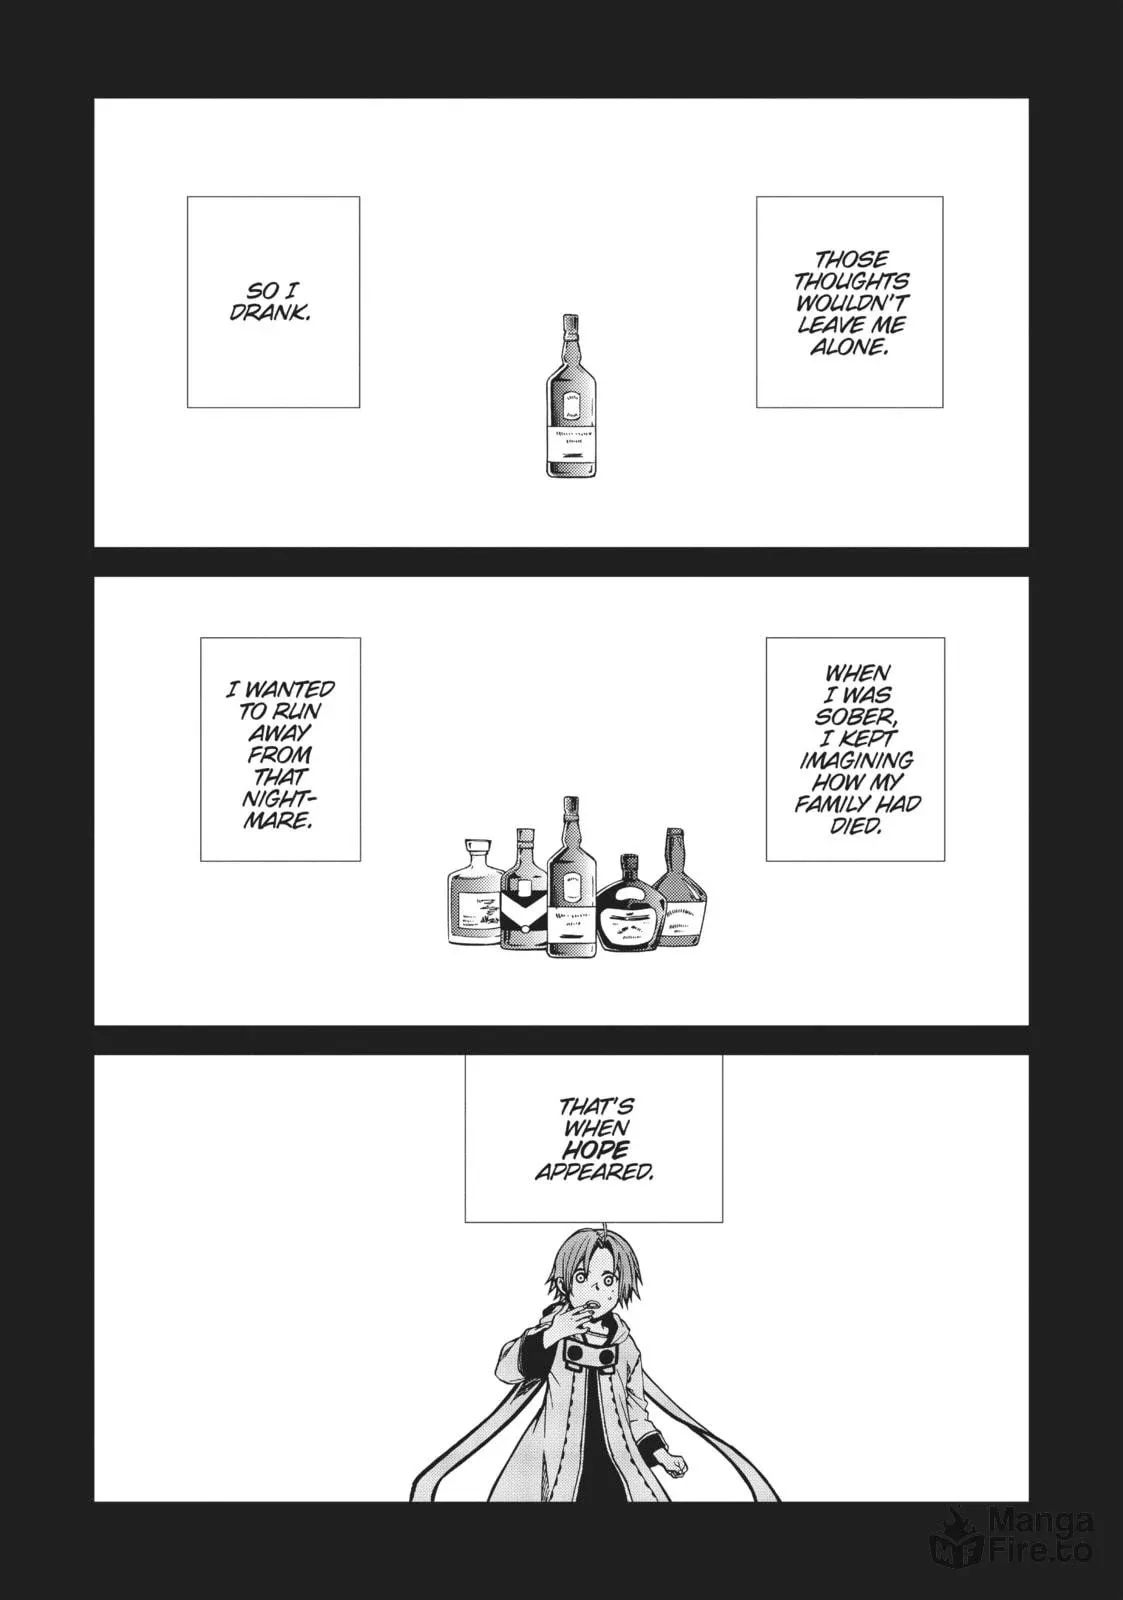 THOSE
THOUGHTS
WOULDN'T
LEAVE ME
ALONE.
SO I
DRANK.
WHEN
I WAS
SOBER,
I KEPT
IMAGINING
HOW MY
FAMILY HAD
DIED.
I WANTED
TO RUN
AWAY
FROM
THAT
NIGHT-
MARE.
THAT'S
WHEN
HOPE
APPEARED.
MF
Manga
Fire.to